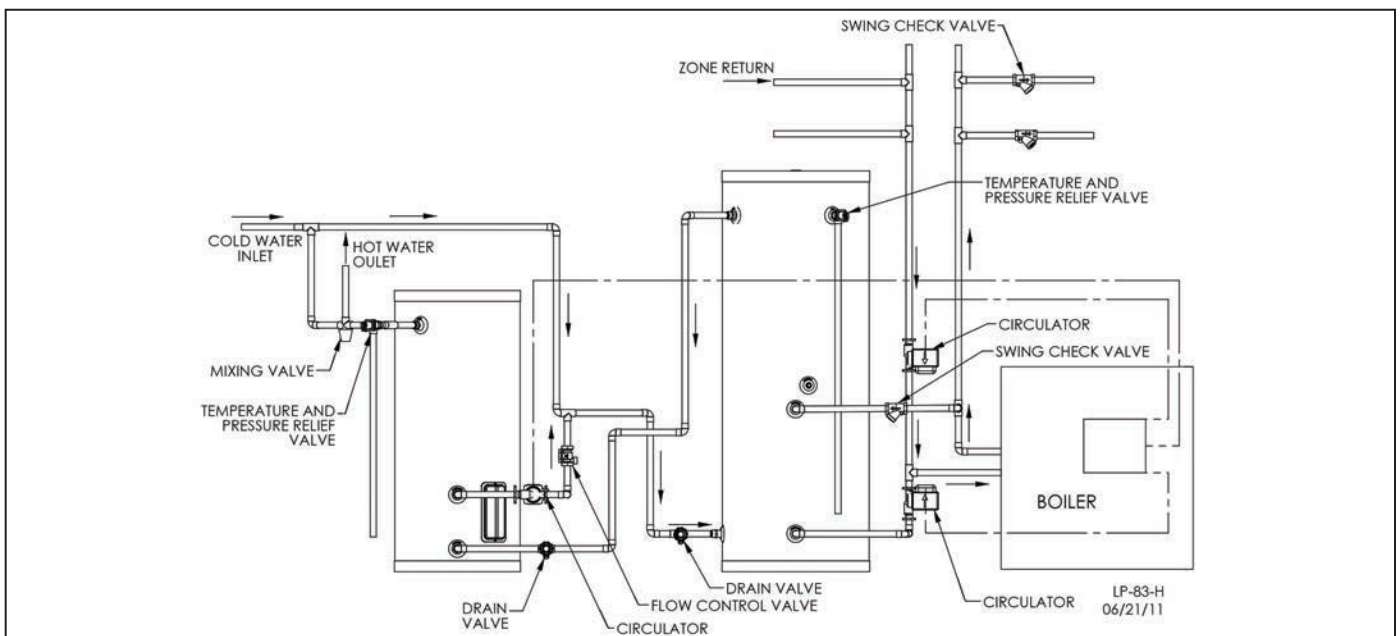 SWING CHECK VALVE
ZONE RETURN
TEMPERATURE AND
PRESSURE RELIEF VALVE
COLD WATER
INLET
HOT WATER
OULET
CIRCULATOR
SWING CHECK VALVE
MIXING VALVE
TEMPERATURE AND
PRESSURE RELIEF
VALVE
BOILER
DRAIN VALVE
FLOW CONTROL VALVE
DRAIN
VALVE
CIRCULATOR
CIRCULATOR
LP-83-H
06/21/11